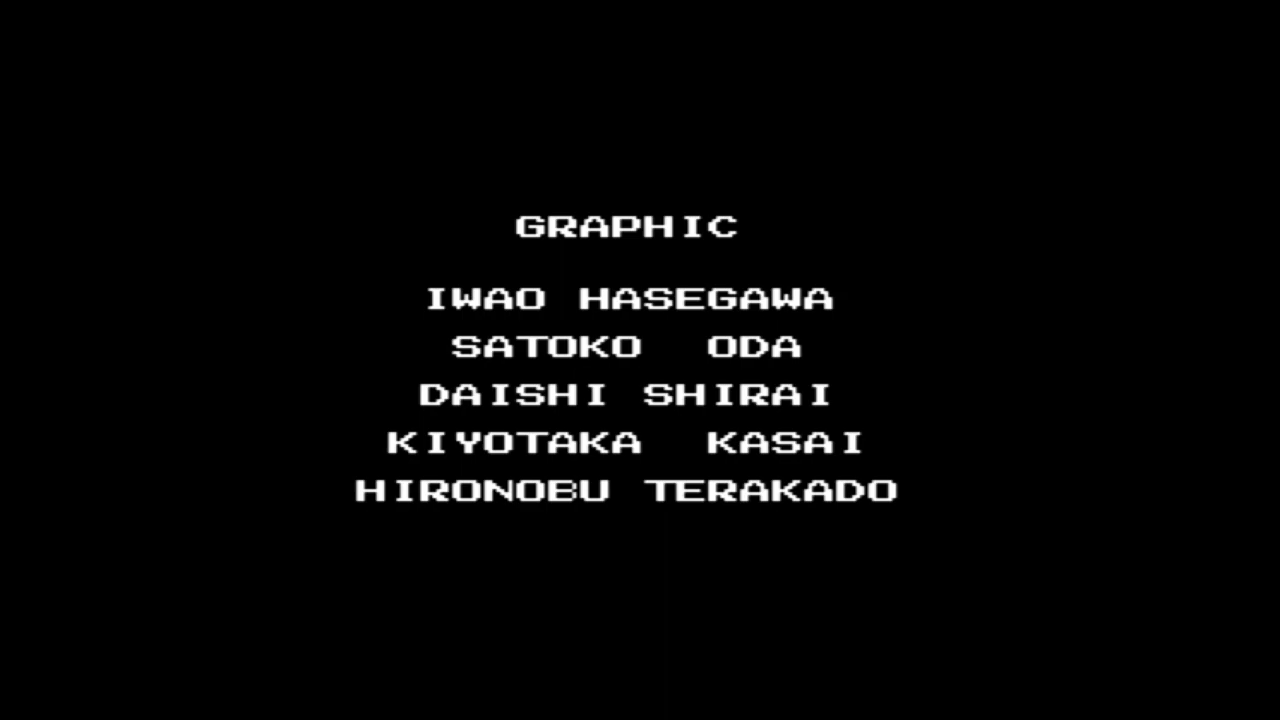 GRAPHIC
IWAO HASEGAWA
SATOKO ODA
DAISHI SHIRAI
KIYOTAKA KASAI
HIRONOBU TERAKADO